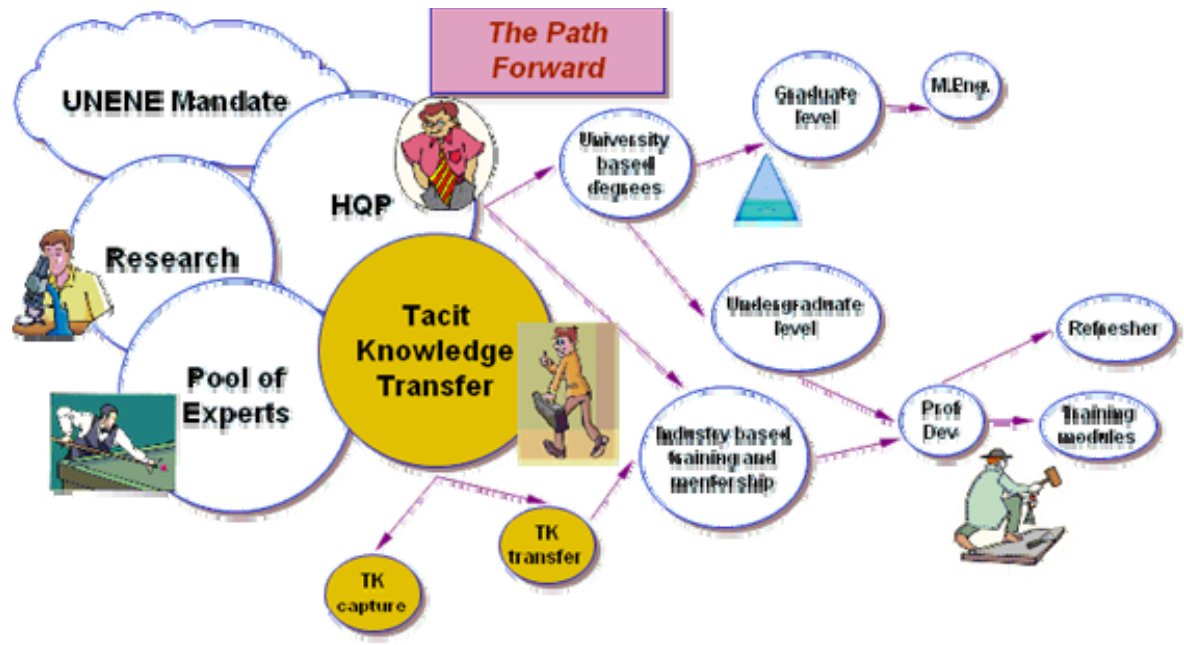 The Path
Forward
UNENE Mandate
HQP
Research
Pool of
Experts
Tacit
Knowledge
Transfer
University
based
degrees
Graduate
level
M.Eng.
Undergraduate
level
Refresher
Prof
Dev
Training
modules
Industry based
training and
mentorship
TK
transfer
TK
capture